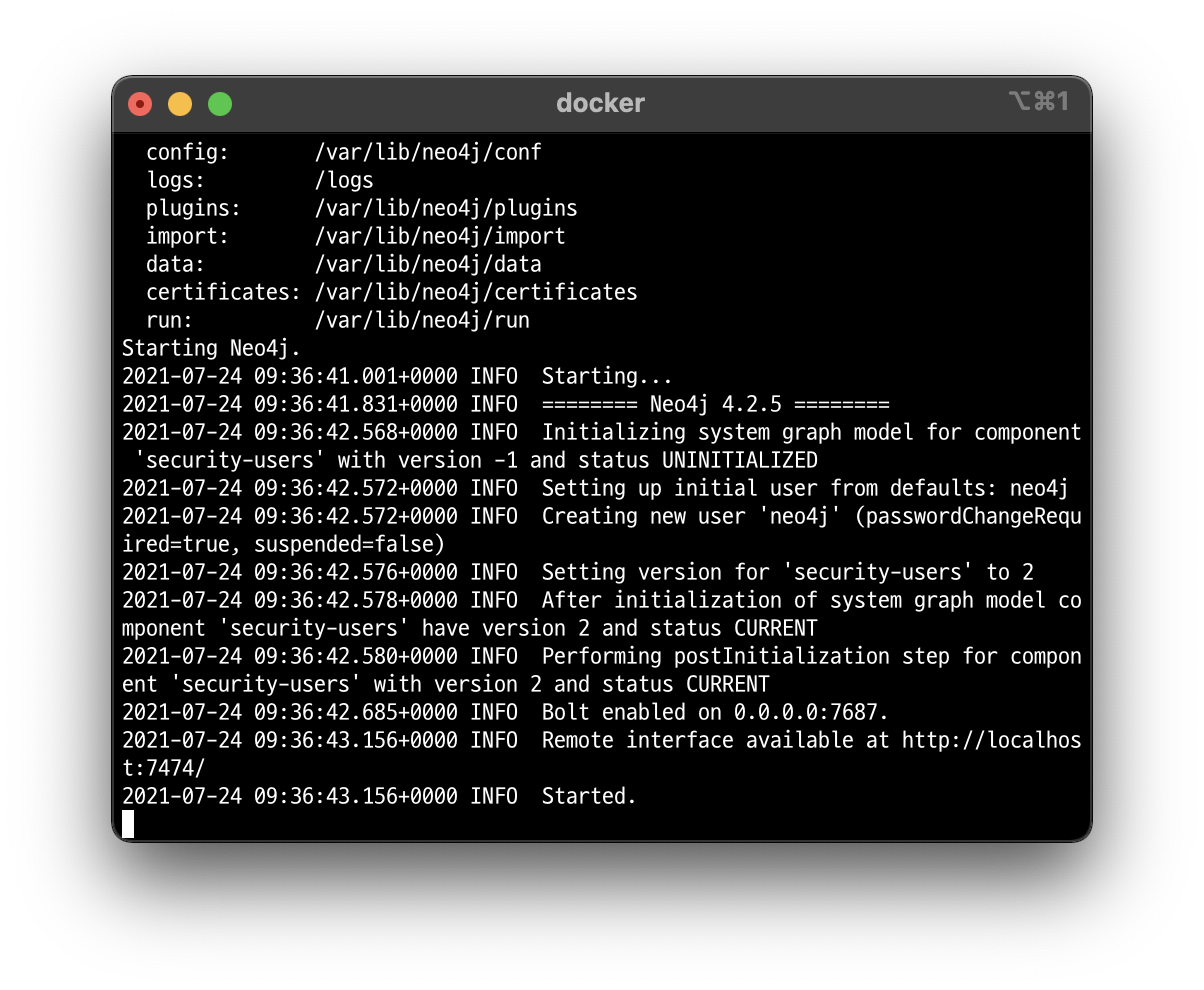 docker
⌥⌘1
config:       /var/lib/neo4j/conf
logs:         /logs
plugins:      /var/lib/neo4j/plugins
import:       /var/lib/neo4j/import
data:         /var/lib/neo4j/data
certificates: /var/lib/neo4j/certificates
run:          /var/lib/neo4j/run
Starting Neo4j.
2021-07-24 09:36:41.001+0000 INFO  Starting...
2021-07-24 09:36:41.831+0000 INFO  ======== Neo4j 4.2.5 ========
2021-07-24 09:36:42.568+0000 INFO  Initializing system graph model for component
 'security-users' with version -1 and status UNINITIALIZED
2021-07-24 09:36:42.572+0000 INFO  Setting up initial user from defaults: neo4j
2021-07-24 09:36:42.572+0000 INFO  Creating new user 'neo4j' (passwordChangeRequ
ired=true, suspended=false)
2021-07-24 09:36:42.576+0000 INFO  Setting version for 'security-users' to 2
2021-07-24 09:36:42.578+0000 INFO  After initialization of system graph model co
mponent 'security-users' have version 2 and status CURRENT
2021-07-24 09:36:42.580+0000 INFO  Performing postInitialization step for compon
ent 'security-users' with version 2 and status CURRENT
2021-07-24 09:36:42.685+0000 INFO  Bolt enabled on 0.0.0.0:7687.
2021-07-24 09:36:43.156+0000 INFO  Remote interface available at http://localhos
t:7474/
2021-07-24 09:36:43.156+0000 INFO  Started.